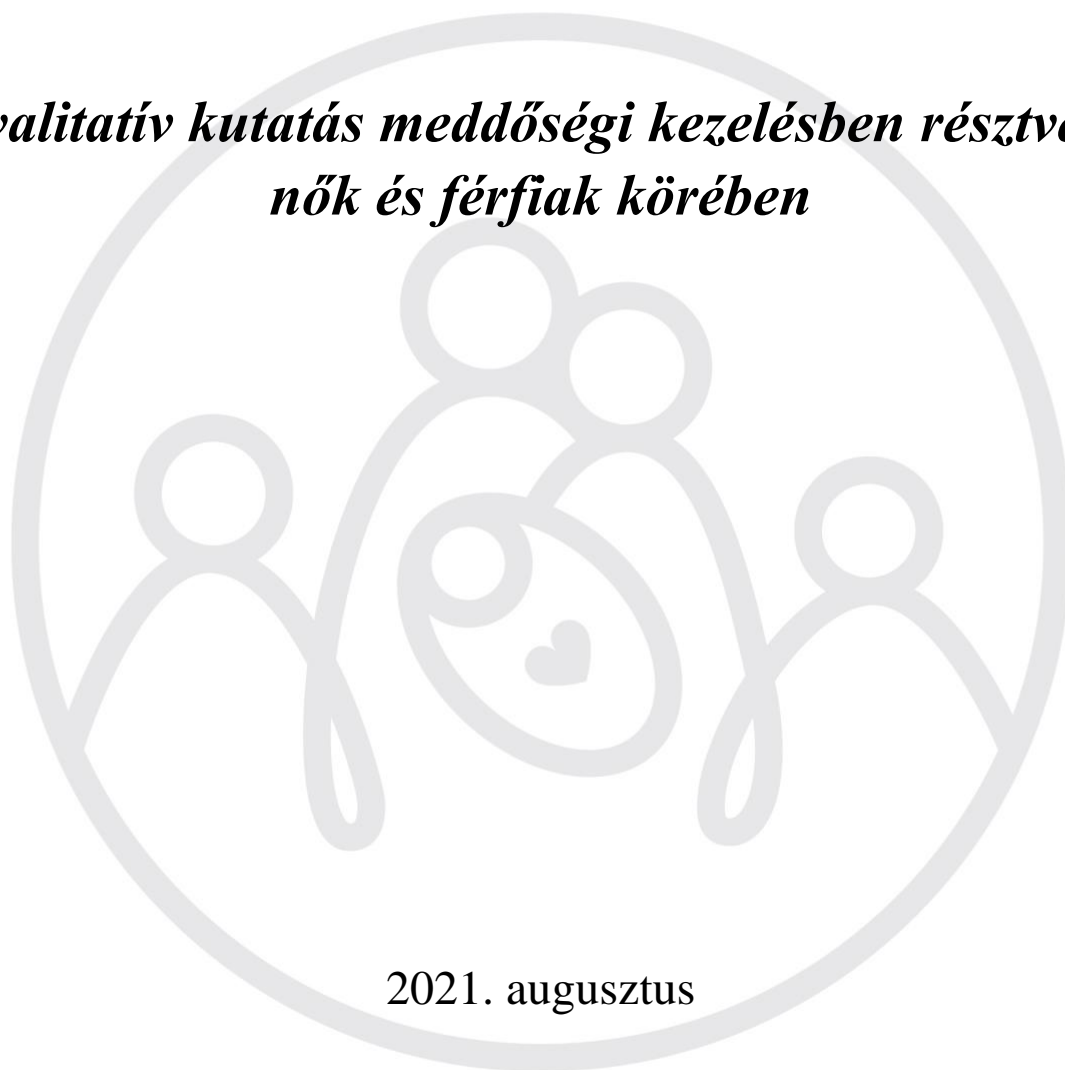 valitatív kutatás meddőségi kezelésben résztve
nők és férfiak körében
2021. augusztus